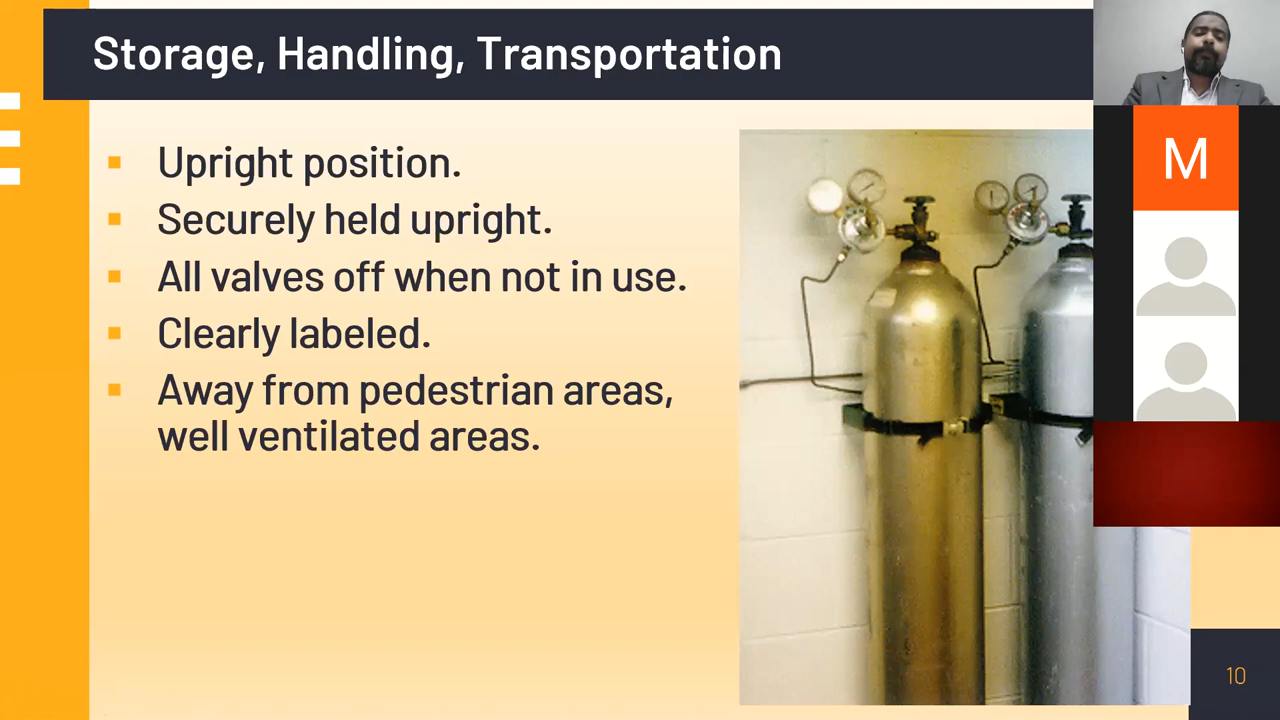 Storage, Handling, Transportation
Upright position.
Securely held upright.
All valves off when not in use.
Clearly labeled.
Away from pedestrian areas,
well ventilated areas.
M
10